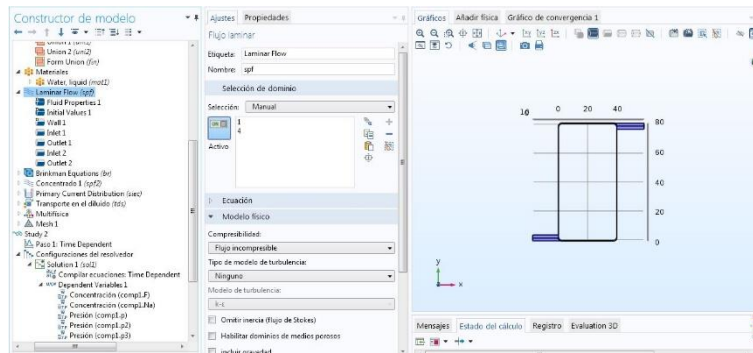 Constructor de modelo
Union 1 (uni1)
Union 2 (uni2)
Form Union (fin)
Materiales
Water, liquid (mat1)
Laminar Flow (spf)
Fluid Properties 1
Initial Values 1
Wall 1
Inlet 1
Outlet 1
Inlet 2
Outlet 2
Brinkman Equations (br)
Concentrado 1 (spf2)
Primary Current Distribution (siec)
Transporte en el diluido (tds)
Multifísica
Mesh 1
Study 2
Paso 1: Time Dependent
Configuraciones del resolvedor
Solution 1 (sol1)
Compilar ecuaciones: Time Dependent
Dependent Variables 1
Concentración (comp1.F)
Concentración (comp1.Na)
Presión (comp1.p)
Presión (comp1.p2)
Presión (comp1.p3)
Ajustes Propiedades
Flujo laminar
Etiqueta: Laminar Flow
Nombre: spf
Selección de dominio
Selección: Manual
1
4
Activo
Ecuación
Modelo físico
Compresibilidad:
Flujo incompresible
Tipo de modelo de turbulencia:
Ninguno
Modelo de turbulencia:
k-ε
Omitir inercia (flujo de Stokes)
Habilitar dominios de medios porosos
incluir gravedad
Gráficos Añadir física Gráfico de convergencia 1
10 0 20 40
80
60
40
20
0
y
x
Mensajes Estado del cálculo Registro Evaluation 3D